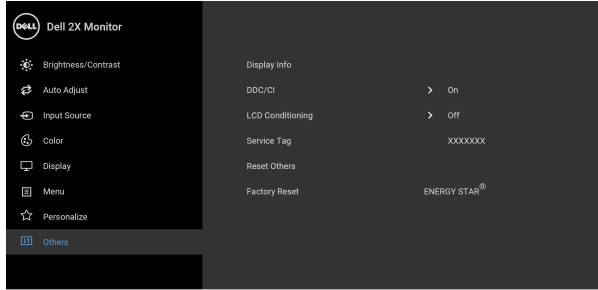 DELL Dell 2X Monitor
Brightness/Contrast
Auto Adjust
Input Source
Color
Display
Menu
Personalize
Others
Display Info
DDC/CI > On
LCD Conditioning > Off
Service Tag XXXXXXX
Reset Others
Factory Reset ENERGY STAR®